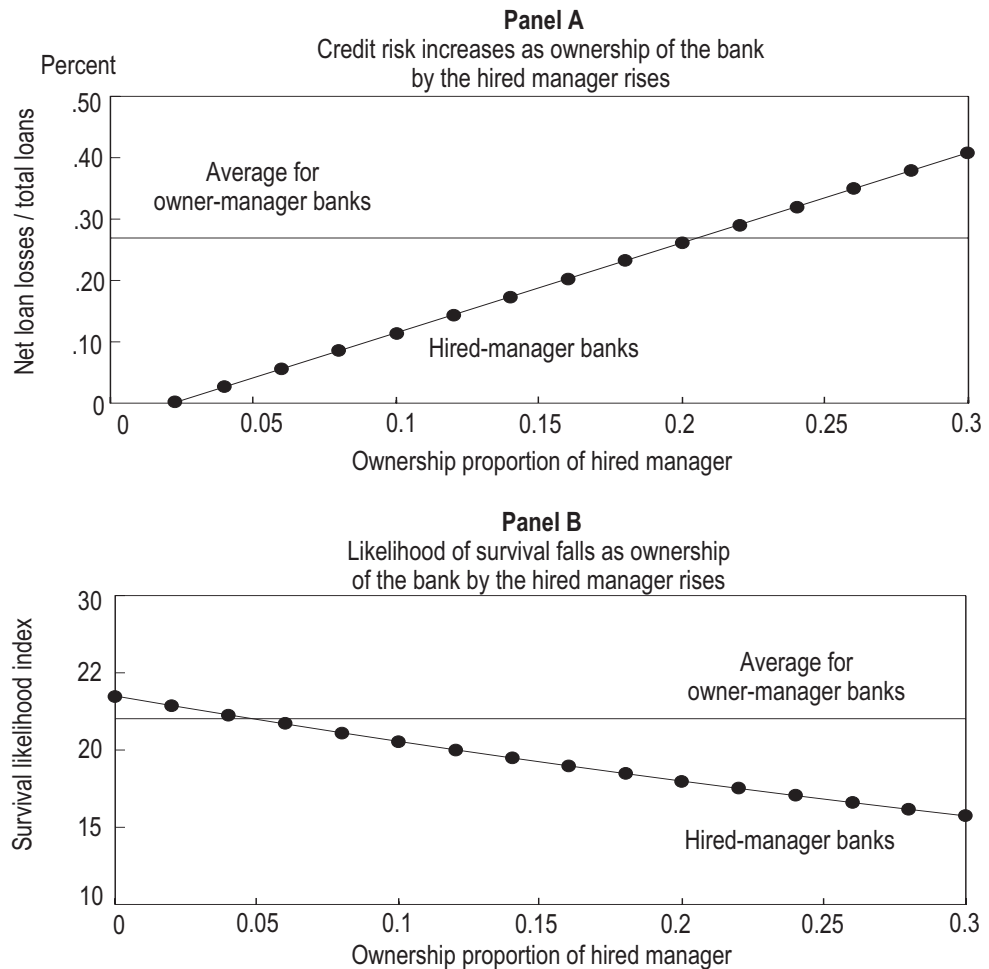 Panel A
Credit risk increases as ownership of the bank
by the hired manager rises
Percent
Net loan losses / total loans
.50
.40
.30
.20
.10
0
Average for
owner-manager banks
Hired-manager banks
0 0.05 0.1 0.15 0.2 0.25 0.3
Ownership proportion of hired manager
Panel B
Likelihood of survival falls as ownership
of the bank by the hired manager rises
Survival likelihood index
30
22
20
15
10
Average for
owner-manager banks
Hired-manager banks
0 0.05 0.1 0.15 0.2 0.25 0.3
Ownership proportion of hired manager